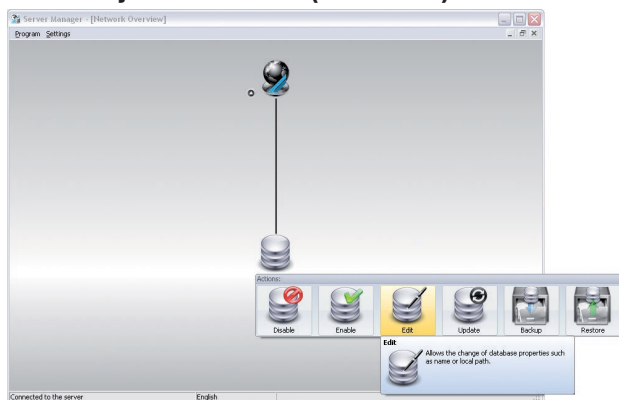 Server Manager - [Network Overview]
Program Settings
Actions:
Disable Enable Edit Update Backup Restore
Edit
Allows the change of database properties such
as name or local path.
Connected to the server English